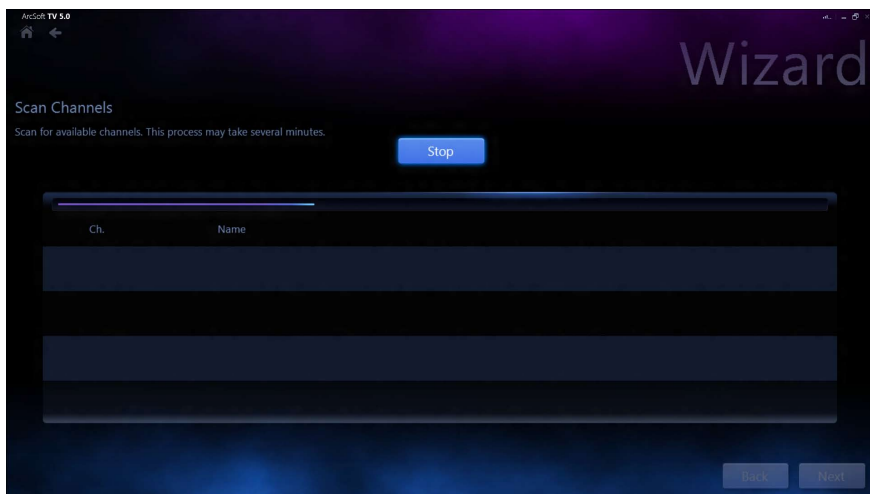 ArcSoft TV 5.0
Wizard
Scan Channels
Scan for available channels. This process may take several minutes.
Stop
Ch. Name
Back Next